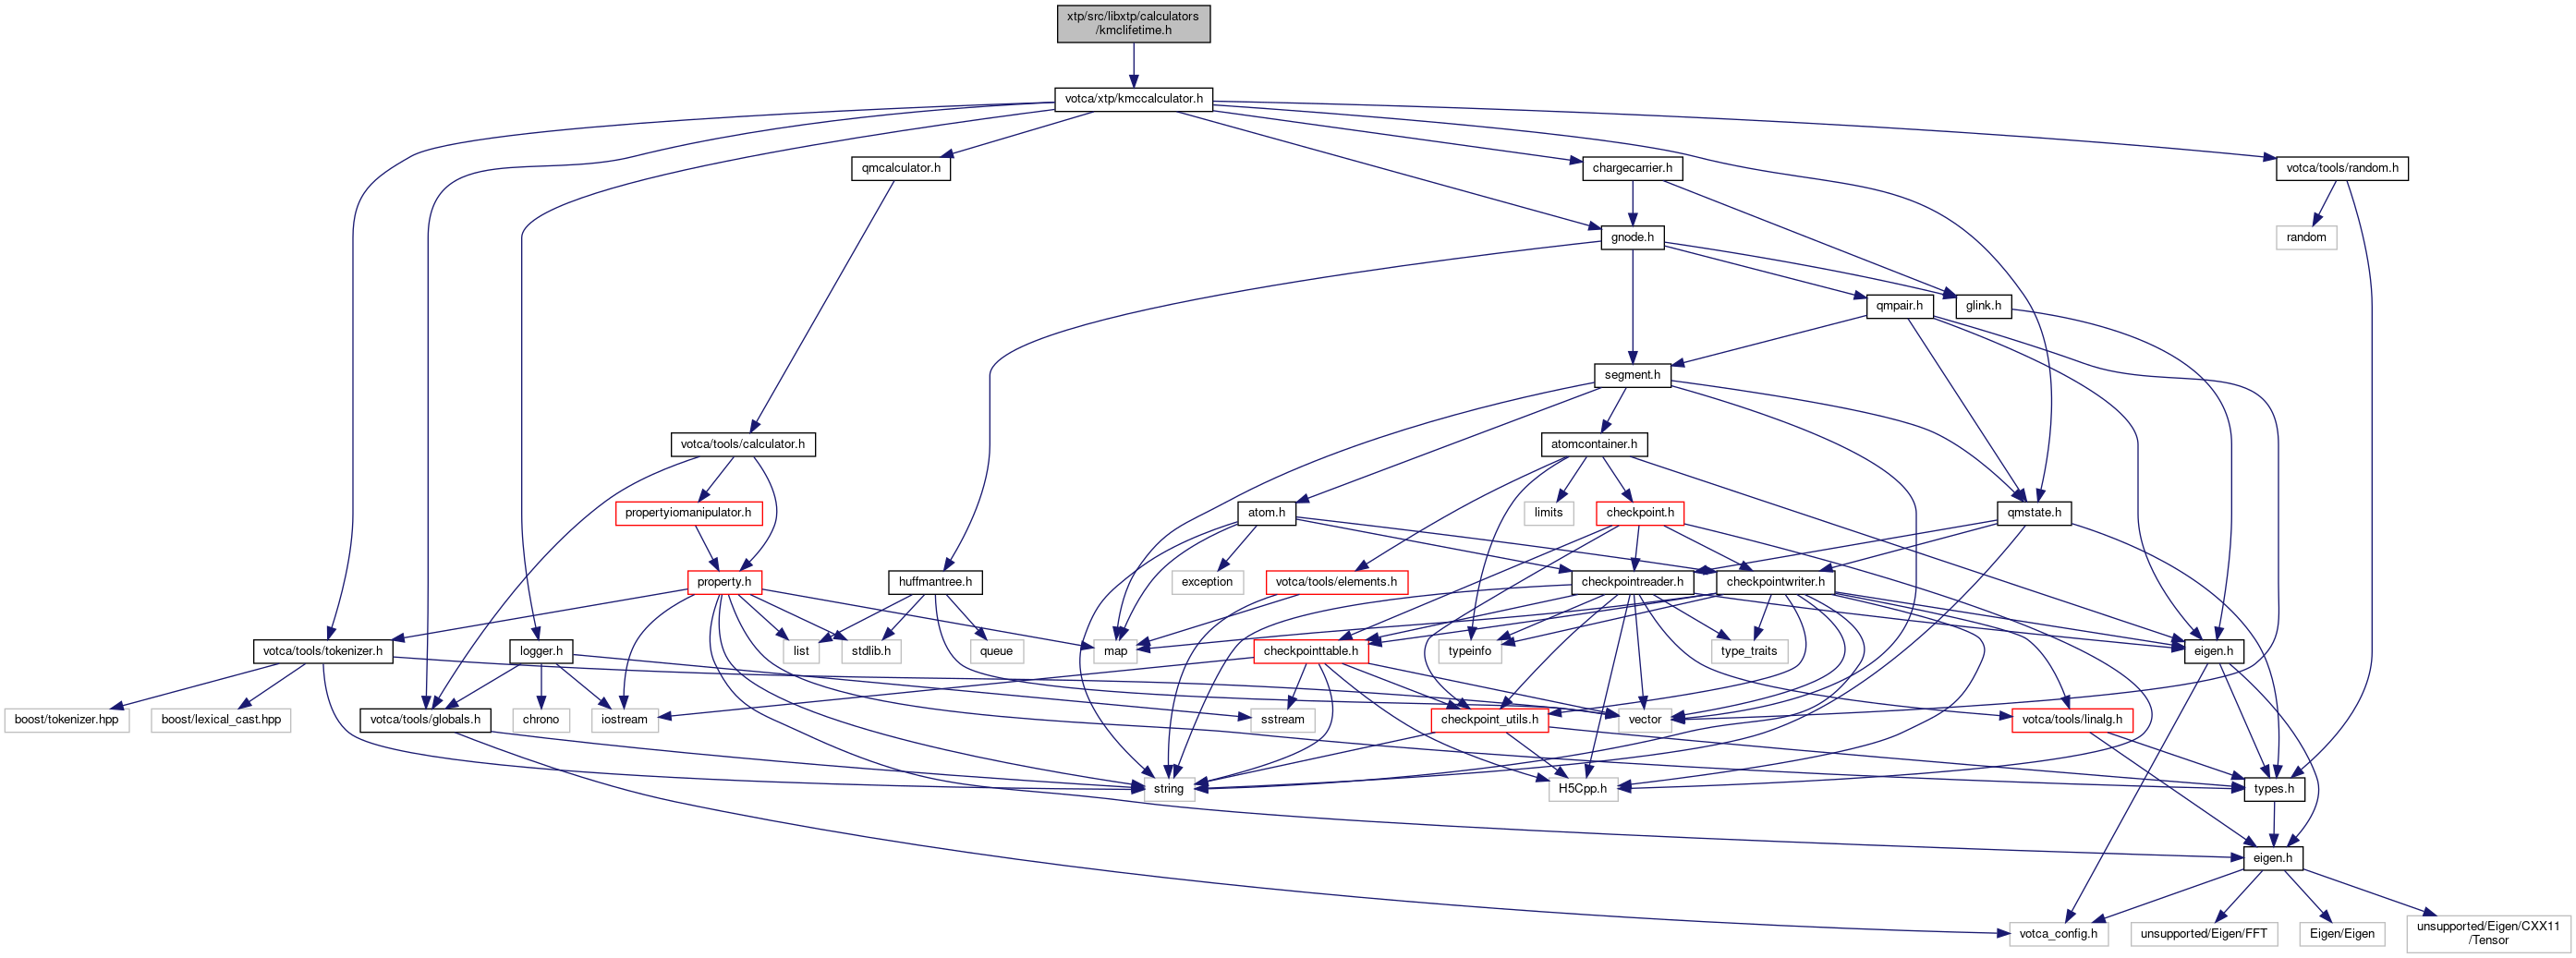 xtp/src/libxtp/calculators
/kmclifetime.h
votca/xtp/kmccalculator.h
qmcalculator.h
chargecarrier.h
votca/tools/random.h
gnode.h
random
qmpair.h
glink.h
segment.h
votca/tools/calculator.h
atomcontainer.h
propertyiomanipulator.h
atom.h
limits
checkpoint.h
qmstate.h
property.h
huffmantree.h
exception
votca/tools/elements.h
checkpointreader.h
checkpointwriter.h
votca/tools/tokenizer.h
logger.h
list
stdlib.h
queue
map
checkpointtable.h
typeinfo
type_traits
eigen.h
boost/tokenizer.hpp
boost/lexical_cast.hpp
votca/tools/globals.h
chrono
iostream
sstream
checkpoint_utils.h
vector
votca/tools/linalg.h
string
H5Cpp.h
types.h
eigen.h
votca_config.h
unsupported/Eigen/FFT
Eigen/Eigen
unsupported/Eigen/CXX11
/Tensor